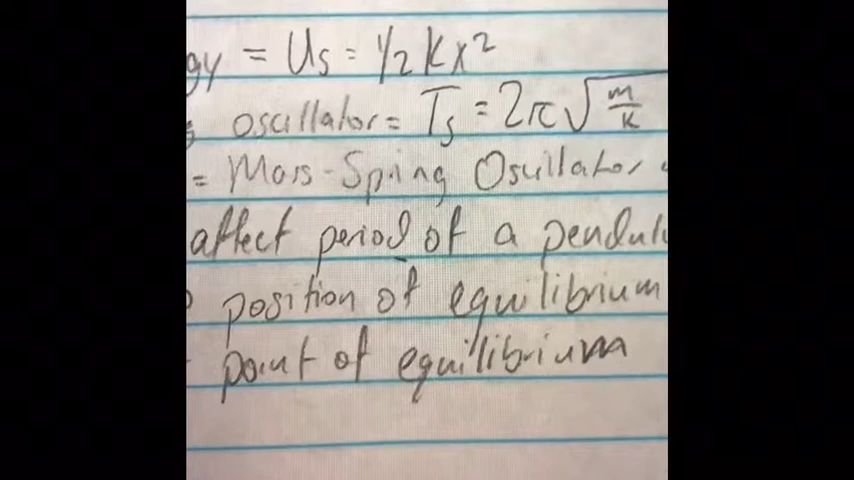 gy = Us = 1/2 kx²
oscillator = Ts = 2π√(m/k)
= Mass-Spring Oscillator
affect period of a pendul
position of equilibrium
point of equilibrium